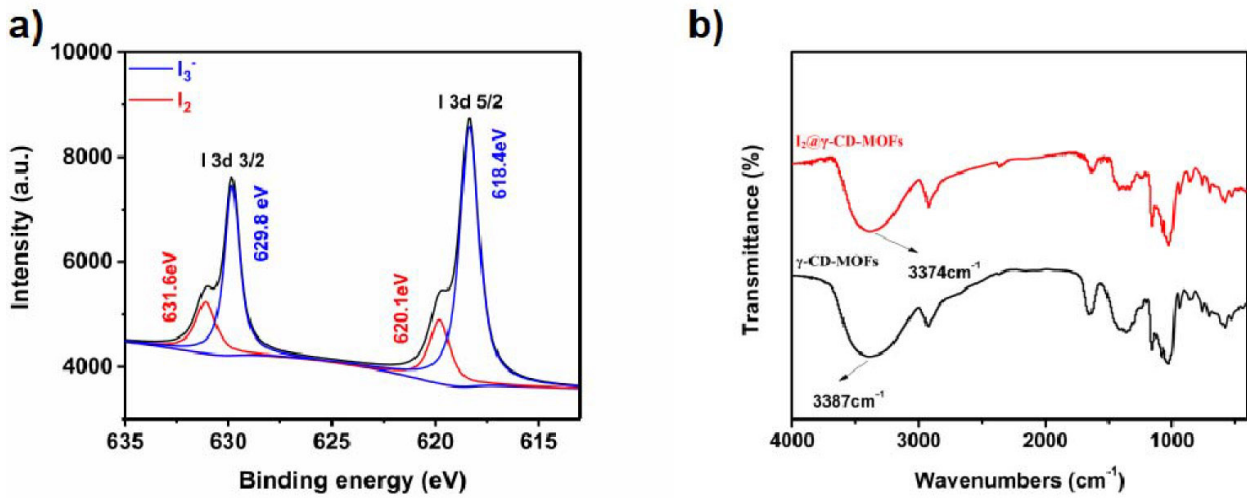 a)
10000
8000
6000
4000
Intensity (a.u.)
I₃⁻
I₂
I 3d 3/2
I 3d 5/2
631.6eV
629.8 eV
620.1eV
618.4eV
635
630
625
620
615
Binding energy (eV)
b)
Transmittance (%)
I₂@γ-CD-MOFs
3374cm⁻¹
γ-CD-MOFs
3387cm⁻¹
4000
3000
2000
1000
Wavenumbers (cm⁻¹)